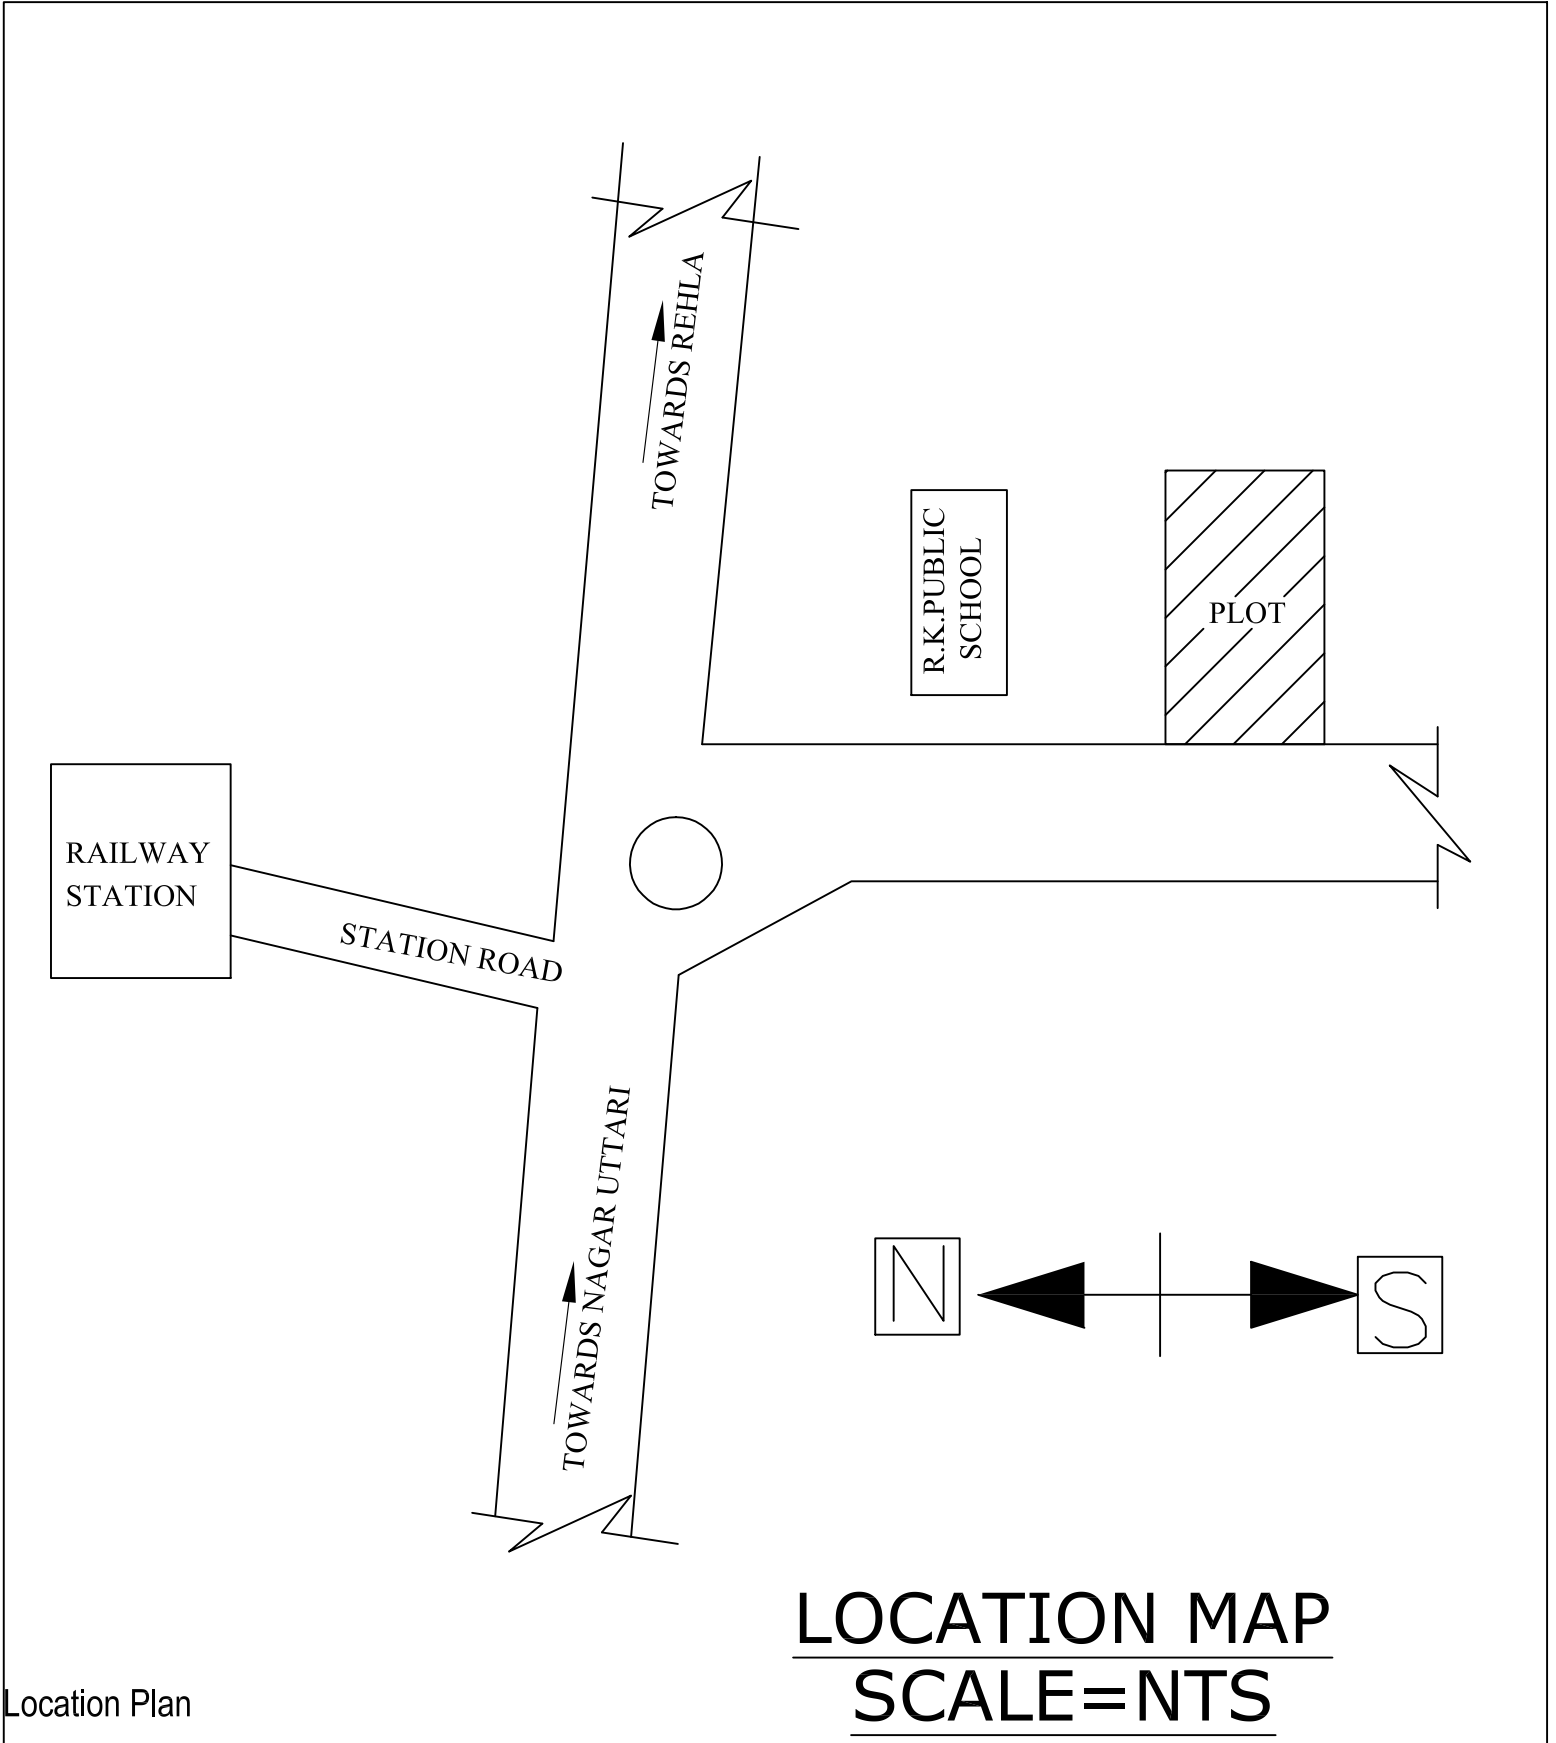 TOWARDS REHLA
R.K.PUBLIC
SCHOOL
PLOT
RAILWAY
STATION
STATION ROAD
TOWARDS NAGAR UTTARI
N
S
LOCATION MAP
SCALE=NTS
Location Plan